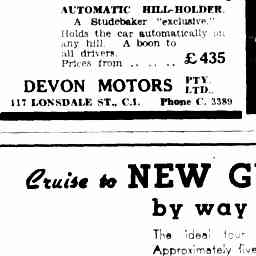 AUTOMATIC HILL-HOLDER.
A Studebaker "exclusive."
Holds the car automatically on
any hill. A boon to
all drivers.
Prices from .. .. .. £435
DEVON MOTORS PTY. LTD.,
117 LONSDALE ST., C.1. Phone C. 3389
Cruise to NEW G
by way
The ideal tour
Approximately five